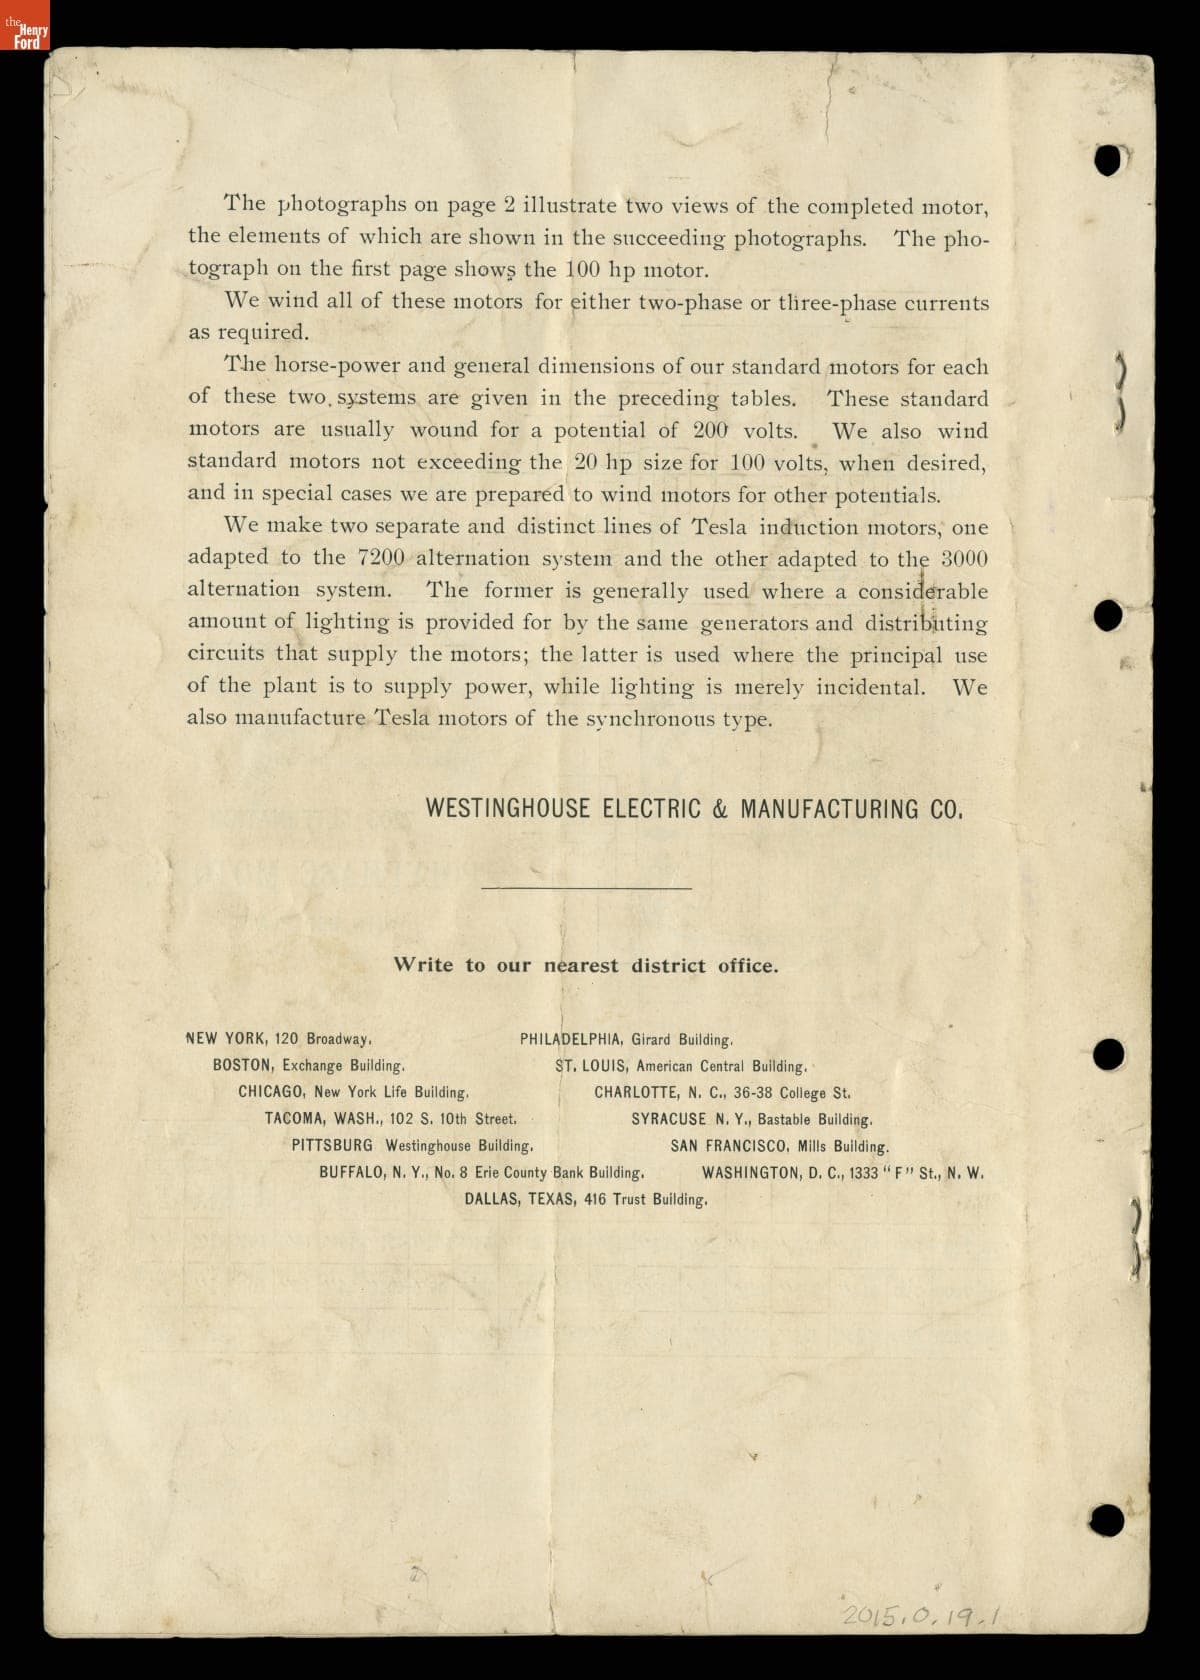 the
Henry
Ford
The photographs on page 2 illustrate two views of the completed motor,
the elements of which are shown in the succeeding photographs. The pho-
tograph on the first page shows the 100 hp motor.
We wind all of these motors for either two-phase or three-phase currents
as required.
The horse-power and general dimensions of our standard motors for each
of these two systems are given in the preceding tables. These standard
motors are usually wound for a potential of 200 volts. We also wind
standard motors not exceeding the 20 hp size for 100 volts, when desired,
and in special cases we are prepared to wind motors for other potentials.
We make two separate and distinct lines of Tesla induction motors, one
adapted to the 7200 alternation system and the other adapted to the 3000
alternation system. The former is generally used where a considerable
amount of lighting is provided for by the same generators and distributing
circuits that supply the motors; the latter is used where the principal use
of the plant is to supply power, while lighting is merely incidental. We
also manufacture Tesla motors of the synchronous type.
WESTINGHOUSE ELECTRIC & MANUFACTURING CO.
Write to our nearest district office.
NEW YORK, 120 Broadway. PHILADELPHIA, Girard Building.
BOSTON, Exchange Building. ST. LOUIS, American Central Building.
CHICAGO, New York Life Building. CHARLOTTE, N. C., 36-38 College St.
TACOMA, WASH., 102 S. 10th Street. SYRACUSE N. Y., Bastable Building.
PITTSBURG Westinghouse Building. SAN FRANCISCO, Mills Building.
BUFFALO, N. Y., No. 8 Erie County Bank Building. WASHINGTON, D. C., 1333 "F" St., N. W.
DALLAS, TEXAS, 416 Trust Building.
2015.0.19.1